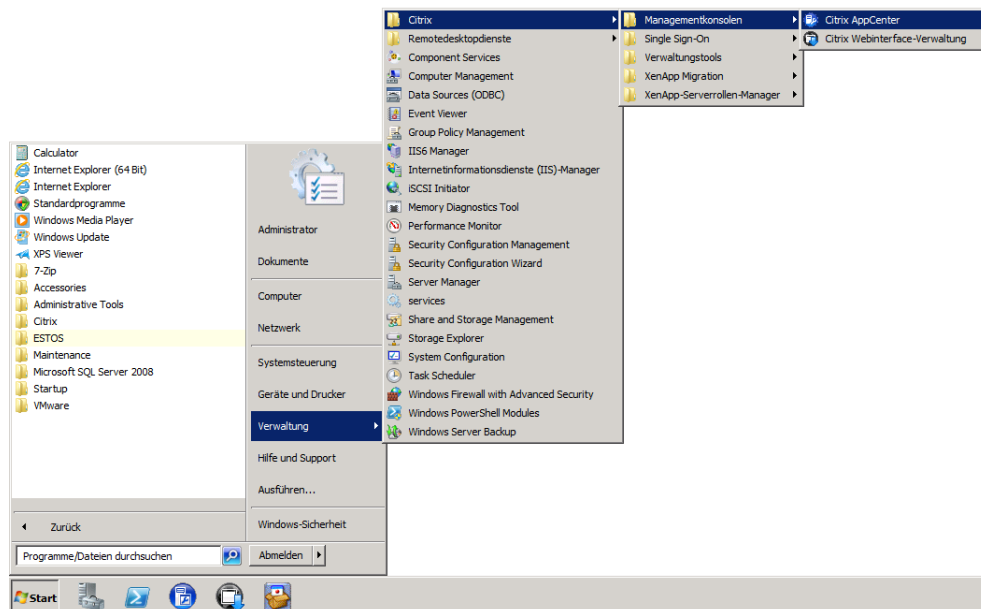 Citrix
Remotedesktopdienste
Component Services
Computer Management
Data Sources (ODBC)
Event Viewer
Group Policy Management
IIS6 Manager
Internetinformationsdienste (IIS)-Manager
iSCSI Initiator
Memory Diagnostics Tool
Performance Monitor
Security Configuration Management
Security Configuration Wizard
Server Manager
services
Share and Storage Management
Storage Explorer
System Configuration
Task Scheduler
Windows Firewall with Advanced Security
Windows PowerShell Modules
Windows Server Backup
Managementkonsolen
Single Sign-On
Verwaltungstools
XenApp Migration
XenApp-Serverrollen-Manager
Citrix AppCenter
Citrix Webinterface-Verwaltung
Calculator
Internet Explorer (64 Bit)
Internet Explorer
Standardprogramme
Windows Media Player
Windows Update
XPS Viewer
7-Zip
Accessories
Administrative Tools
Citrix
ESTOS
Maintenance
Microsoft SQL Server 2008
Startup
VMware
Zurück
Programme/Dateien durchsuchen
Administrator
Dokumente
Computer
Netzwerk
Systemsteuerung
Geräte und Drucker
Verwaltung
Hilfe und Support
Ausführen...
Windows-Sicherheit
Abmelden
Start